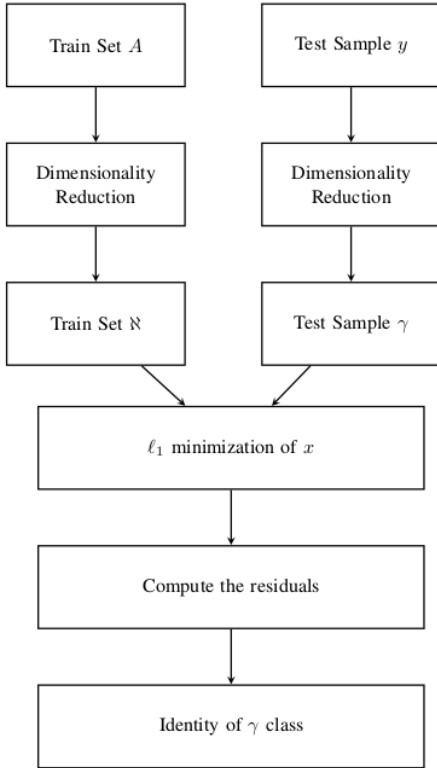 Train Set A
Test Sample y
Dimensionality
Reduction
Dimensionality
Reduction
Train Set ℵ
Test Sample γ
ℓ₁ minimization of x
Compute the residuals
Identity of γ class